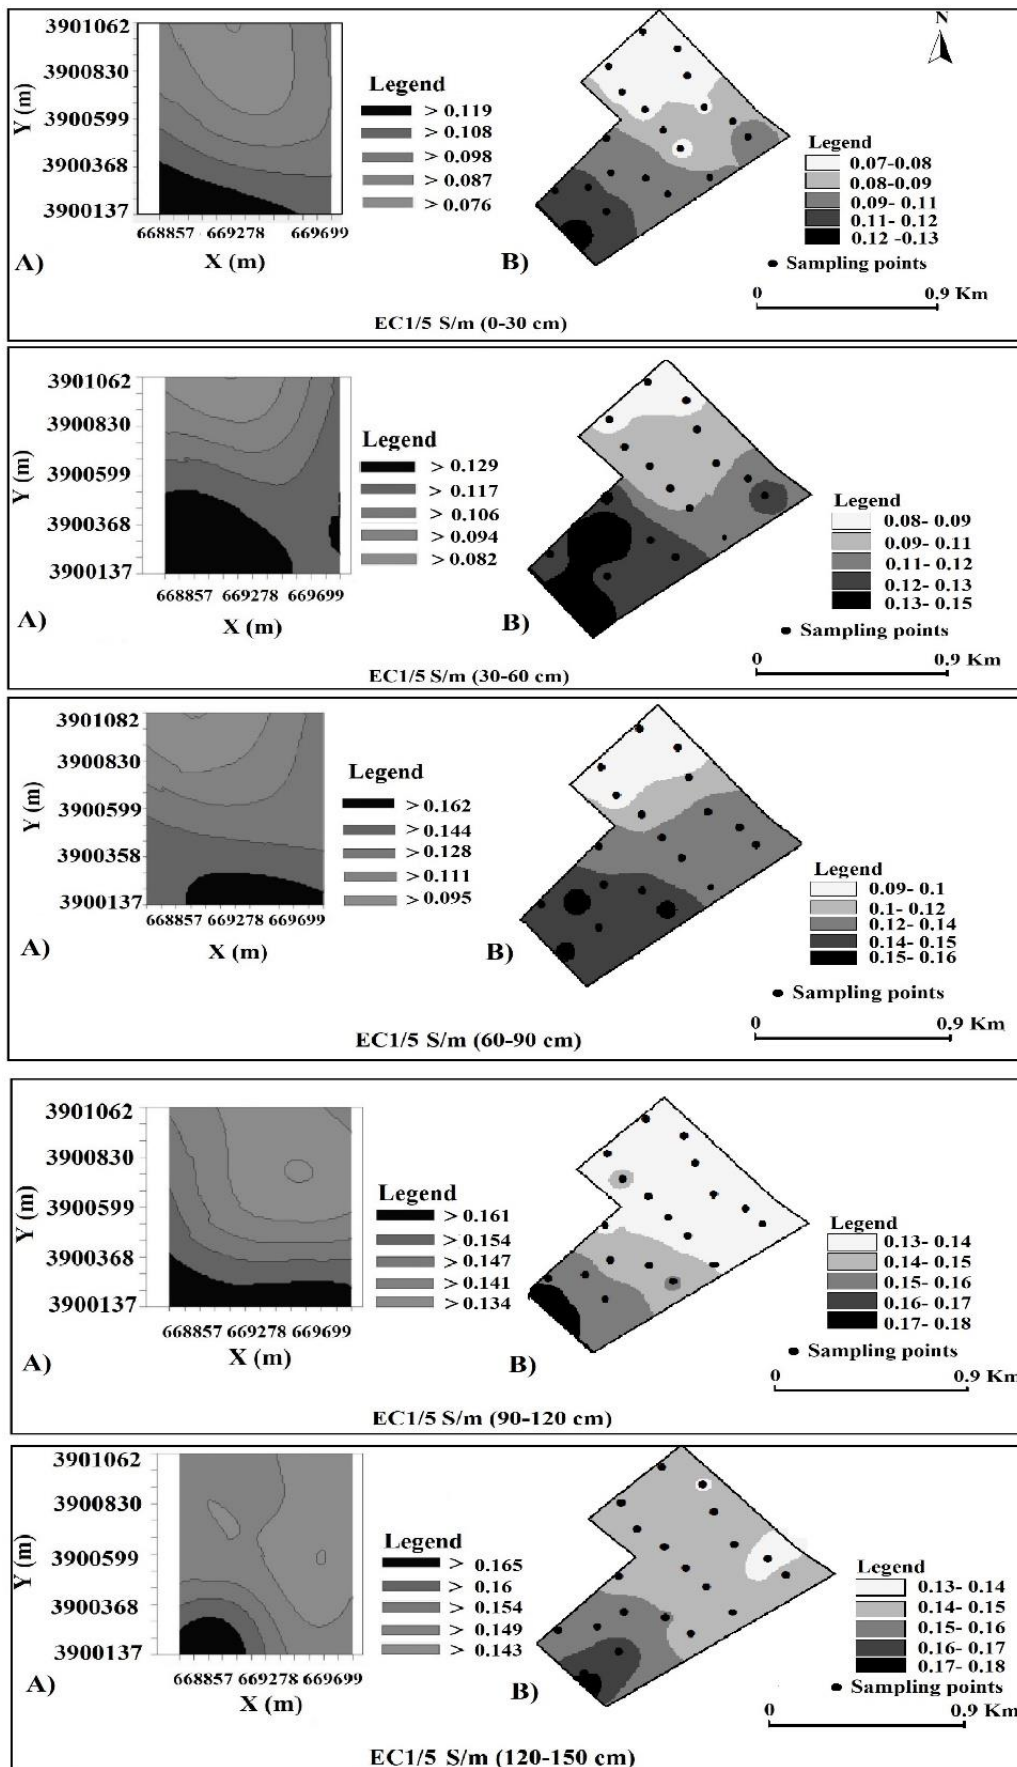 3901062
3900830
3900599
3900368
3900137
Y (m)
668857 669278 669699
X (m)
A)
Legend
> 0.119
> 0.108
> 0.098
> 0.087
> 0.076
B)
N
Legend
0.07-0.08
0.08-0.09
0.09- 0.11
0.11- 0.12
0.12 -0.13
Sampling points
0 0.9 Km
EC1/5 S/m (0-30 cm)
3901062
3900830
3900599
3900368
3900137
Y (m)
668857 669278 669699
X (m)
A)
Legend
> 0.129
> 0.117
> 0.106
> 0.094
> 0.082
B)
Legend
0.08- 0.09
0.09- 0.11
0.11- 0.12
0.12- 0.13
0.13- 0.15
Sampling points
0 0.9 Km
EC1/5 S/m (30-60 cm)
3901082
3900830
3900599
3900358
3900137
Y (m)
668857 669278 669699
X (m)
A)
Legend
> 0.162
> 0.144
> 0.128
> 0.111
> 0.095
B)
Legend
0.09- 0.1
0.1- 0.12
0.12- 0.14
0.14- 0.15
0.15- 0.16
Sampling points
0 0.9 Km
EC1/5 S/m (60-90 cm)
3901062
3900830
3900599
3900368
3900137
Y (m)
668857 669278 669699
X (m)
A)
Legend
> 0.161
> 0.154
> 0.147
> 0.141
> 0.134
B)
Legend
0.13- 0.14
0.14- 0.15
0.15- 0.16
0.16- 0.17
0.17- 0.18
Sampling points
0 0.9 Km
EC1/5 S/m (90-120 cm)
3901062
3900830
3900599
3900368
3900137
Y (m)
668857 669278 669699
X (m)
A)
Legend
> 0.165
> 0.16
> 0.154
> 0.149
> 0.143
B)
Legend
0.13- 0.14
0.14- 0.15
0.15- 0.16
0.16- 0.17
0.17- 0.18
Sampling points
0 0.9 Km
EC1/5 S/m (120-150 cm)